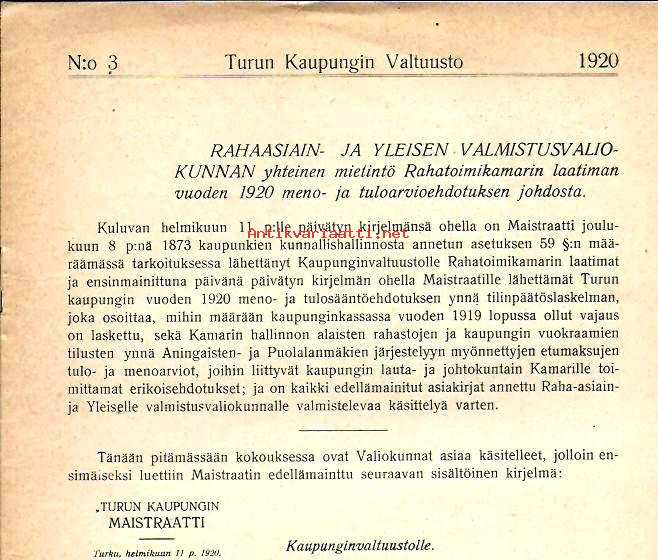 N:o 3 Turun Kaupungin Valtuusto 1920
RAHAASIAIN- JA YLEISEN VALMISTUSVALIO-
KUNNAN yhteinen mietintö Rahatoimikamarin laatiman
vuoden 1920 meno- ja tuloarvioehdotuksen johdosta.
Kuluvan helmikuun 11 p:lle päivätyn kirjelmänsä ohella on Maistraatti joulu-
kuun 8 p:nä 1873 kaupunkien kunnallishallinnosta annetun asetuksen 59 §:n mää-
räämässä tarkoituksessa lähettänyt Kaupunginvaltuustolle Rahatoimikamarin laatimat
ja ensinmainittuna päivänä päivätyn kirjelmän ohella Maistraatille lähettämät Turun
kaupungin vuoden 1920 meno- ja tulosääntöehdotuksen ynnä tilinpäätöslaskelman,
joka osoittaa, mihin määrään kaupunginkassassa vuoden 1919 lopussa ollut vajaus
on laskettu, sekä Kamarin hallinnon alaisten rahastojen ja kaupungin vuokraamien
tilusten ynnä Aningaisten- ja Puolalanmäkien järjestelyyn myönnettyjen etumaksujen
tulo- ja menoarviot, joihin liittyvät kaupungin lauta- ja johtokuntain Kamarille toi-
mittamat erikoisehdotukset; ja on kaikki edellämainitut asiakirjat annettu Raha-asiain-
ja Yleiselle valmistusvaliokunnalle valmistelevaa käsittelyä varten.
Tänään pitämässään kokouksessa ovat Valiokunnat asiaa käsitelleet, jolloin en-
simäiseksi luettiin Maistraatin edellämainttu seuraavan sisältöinen kirjelmä:
„TURUN KAUPUNGIN
MAISTRAATTI
Turku, helmikuun 11 p. 1920.
Kaupunginvaltuustolle.
Antikvariaatti.net